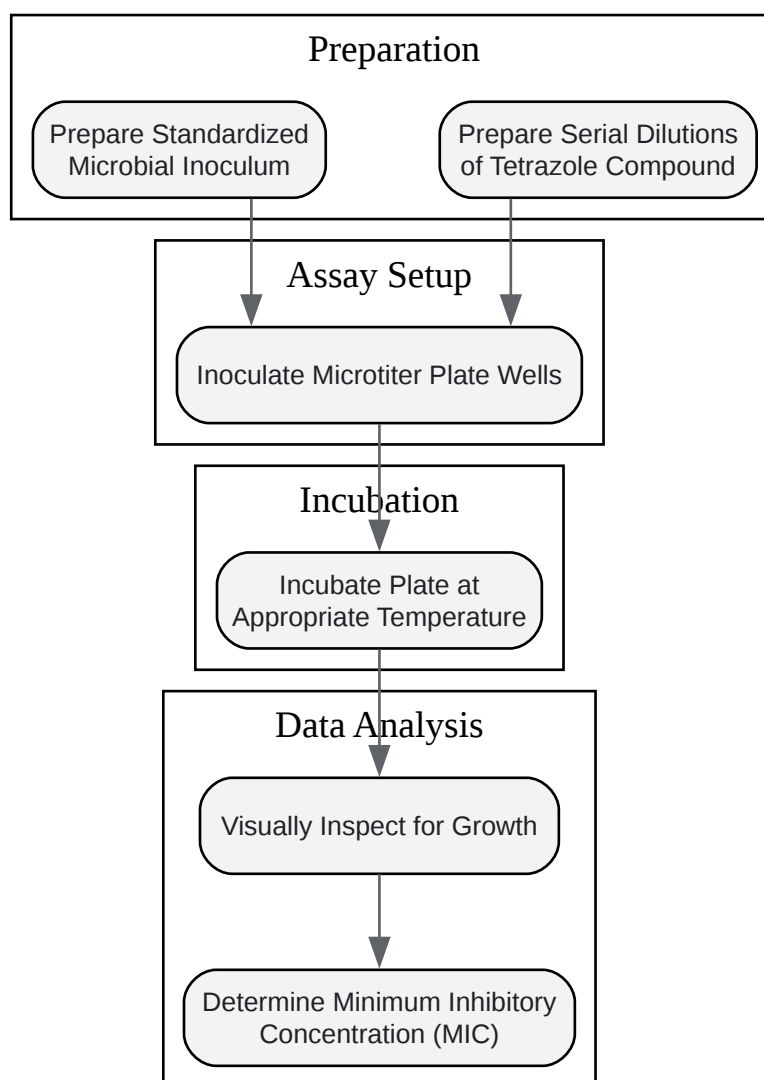 Preparation
Prepare Standardized
Microbial Inoculum
Prepare Serial Dilutions
of Tetrazole Compound
Assay Setup
Inoculate Microtiter Plate Wells
Incubation
Incubate Plate at
Appropriate Temperature
Data Analysis
Visually Inspect for Growth
Determine Minimum Inhibitory
Concentration (MIC)